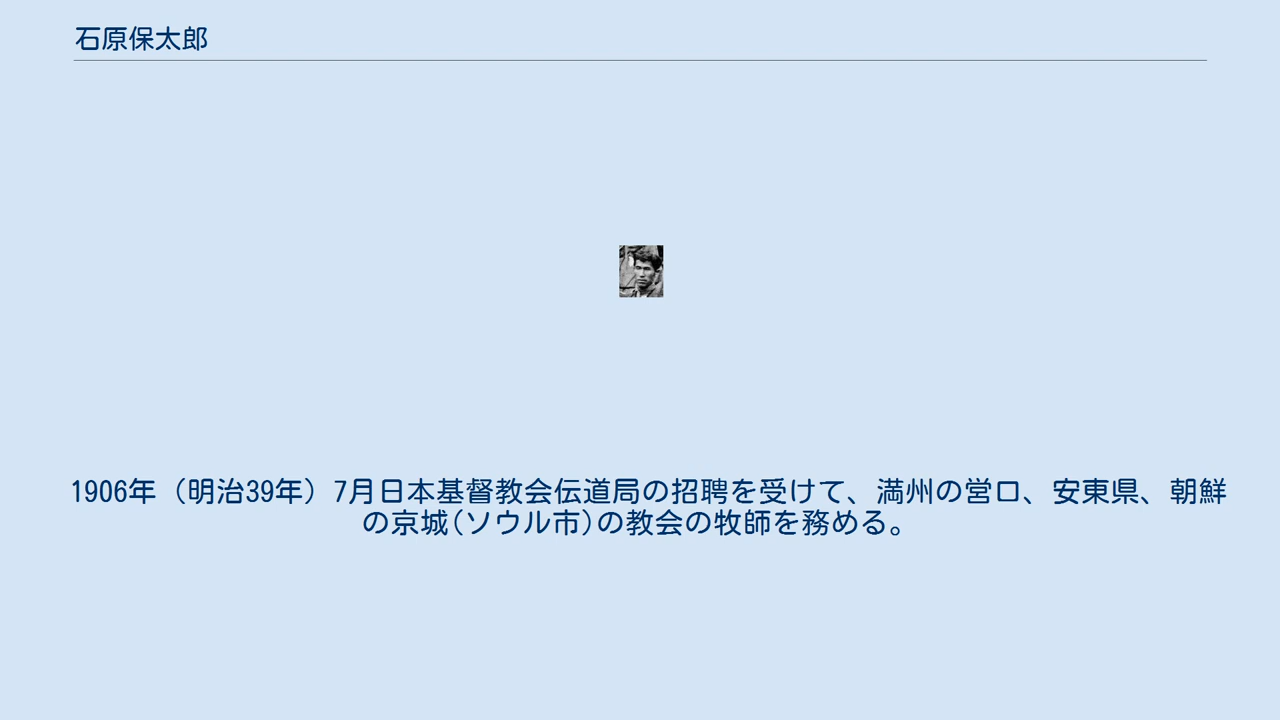 石原保太郎
1906年（明治39年）7月日本基督教会伝道局の招聘を受けて、満州の営口、安東県、朝鮮
の京城(ソウル市)の教会の牧師を務める。